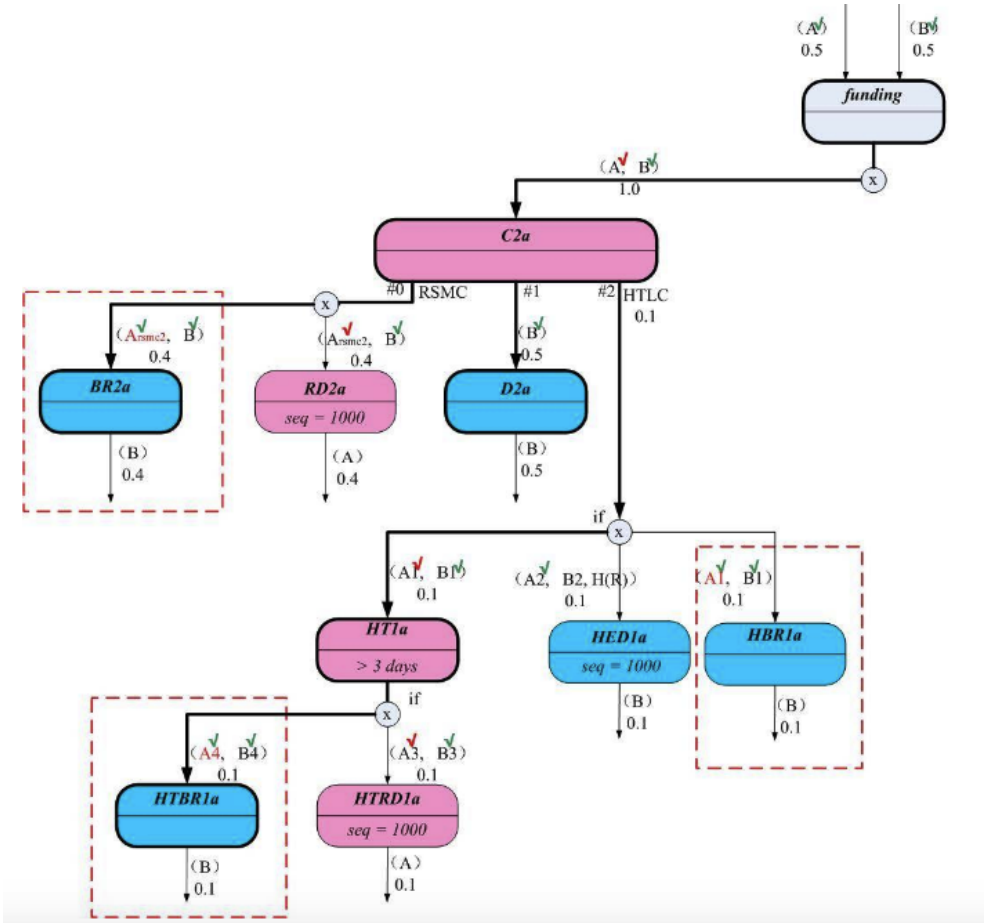 (A) (B)
0.5 0.5
funding
(A, B)
1.0
x
C2a
#0 RSMC #1 #2 HTLC
0.1
x
(Arsmc2, B) (Arsmc2, B) (B)
0.4 0.4 0.5
BR2a RD2a D2a
seq = 1000
(B) (A) (B)
0.4 0.4 0.5
if x
(A1, B1) (A2, B2, H(R)) (A1, B1)
0.1 0.1 0.1
HT1a HED1a HBR1a
> 3 days seq = 1000
(B) (B)
0.1 0.1
if
x
(A4, B4) (A3, B3)
0.1 0.1
HTBR1a HTRD1a
seq = 1000
(B) (A)
0.1 0.1